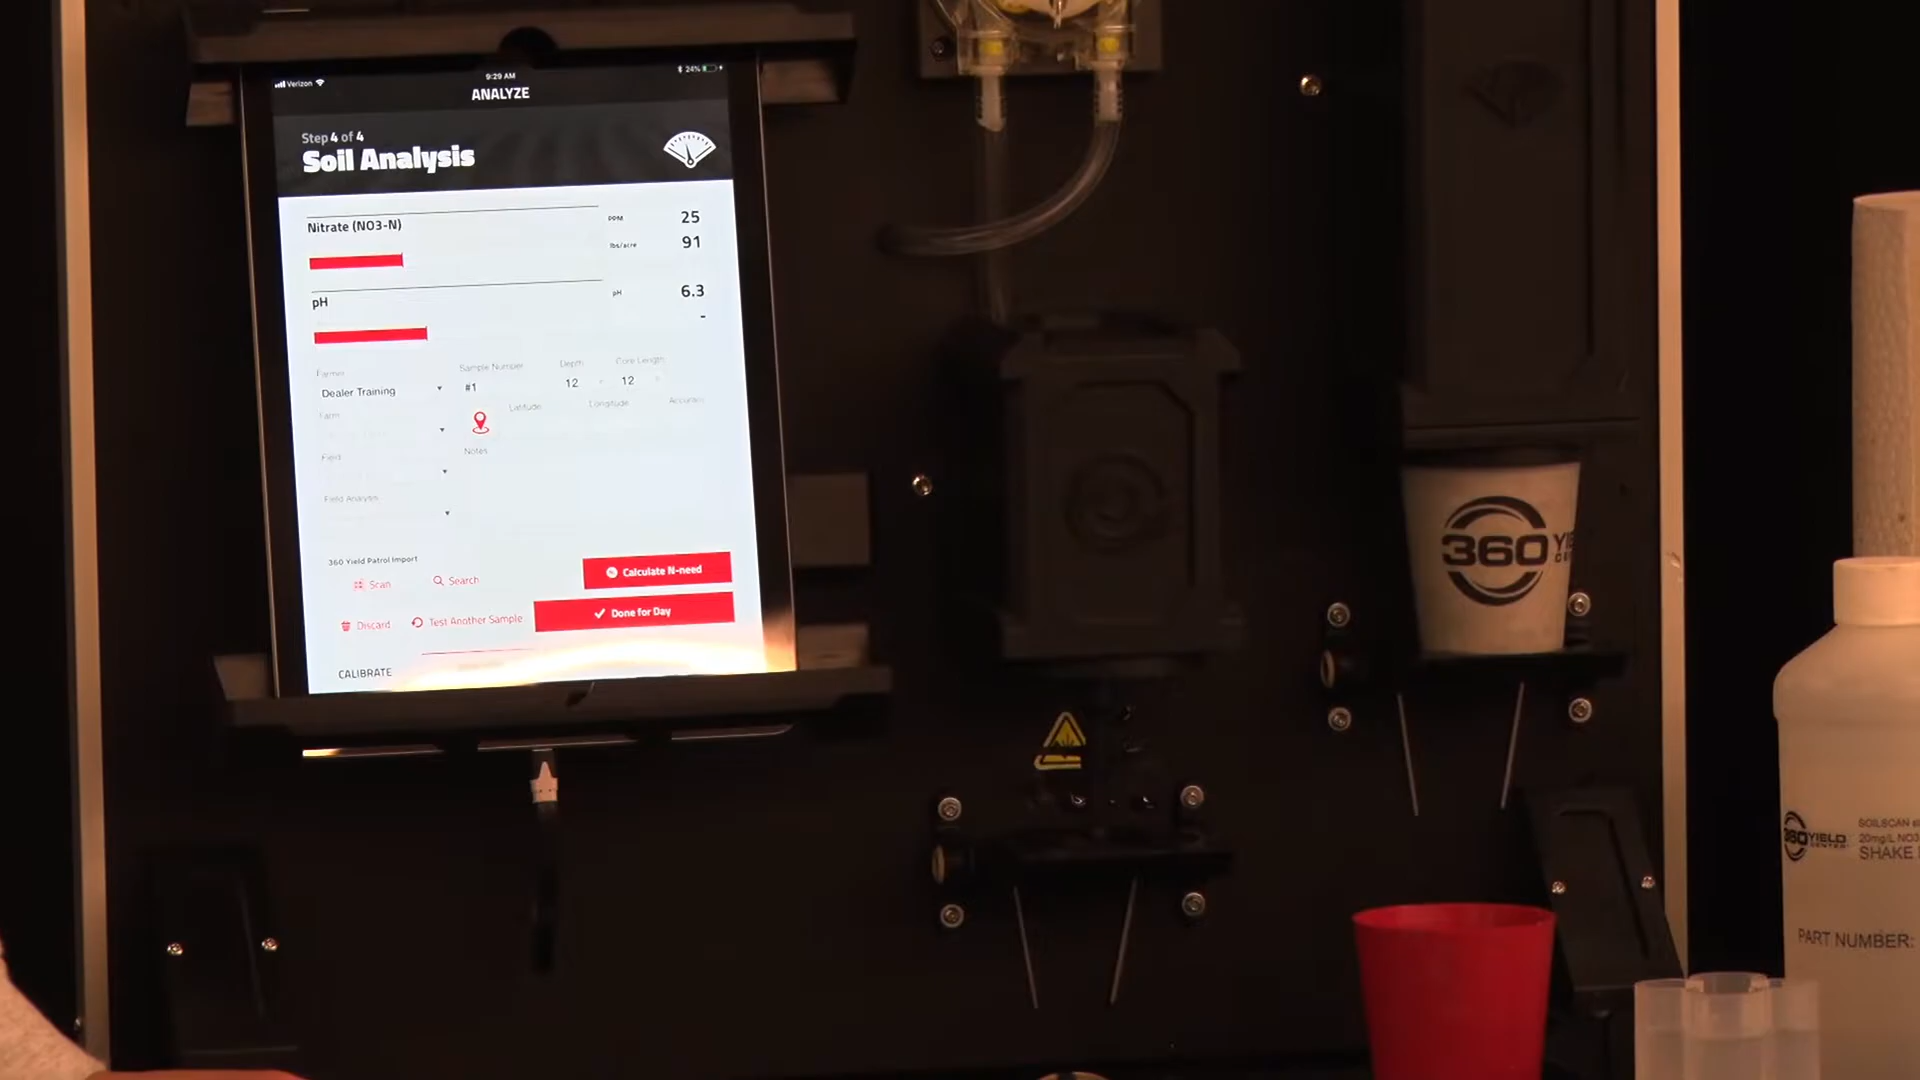 Verizon
9:29 AM
24%
ANALYZE
Step 4 of 4
Soil Analysis
Nitrate (NO3-N)
PPM 25
lbs/acre 91
pH
pH 6.3
-
Farmer
Sample Number
Depth
Core Length
Dealer Training
#1
12
12
Farm
Latitude
Longitude
Field
Notes
Field Analysis
360 Yield Patrol Import
Scan
Search
Calculate N-need
Discard
Test Another Sample
Done for Day
CALIBRATE
360 YI
360 YIELD
CENTER
SOILSCAN
20mg/L NO3
SHAKE
PART NUMBER: